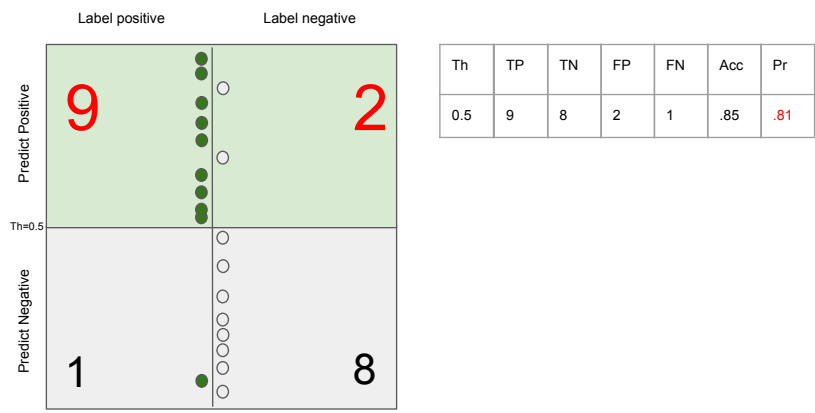 Label positive Label negative
Predict Positive
9 2
Th=0.5
Predict Negative
1 8
Th TP TN FP FN Acc Pr
0.5 9 8 2 1 .85 .81